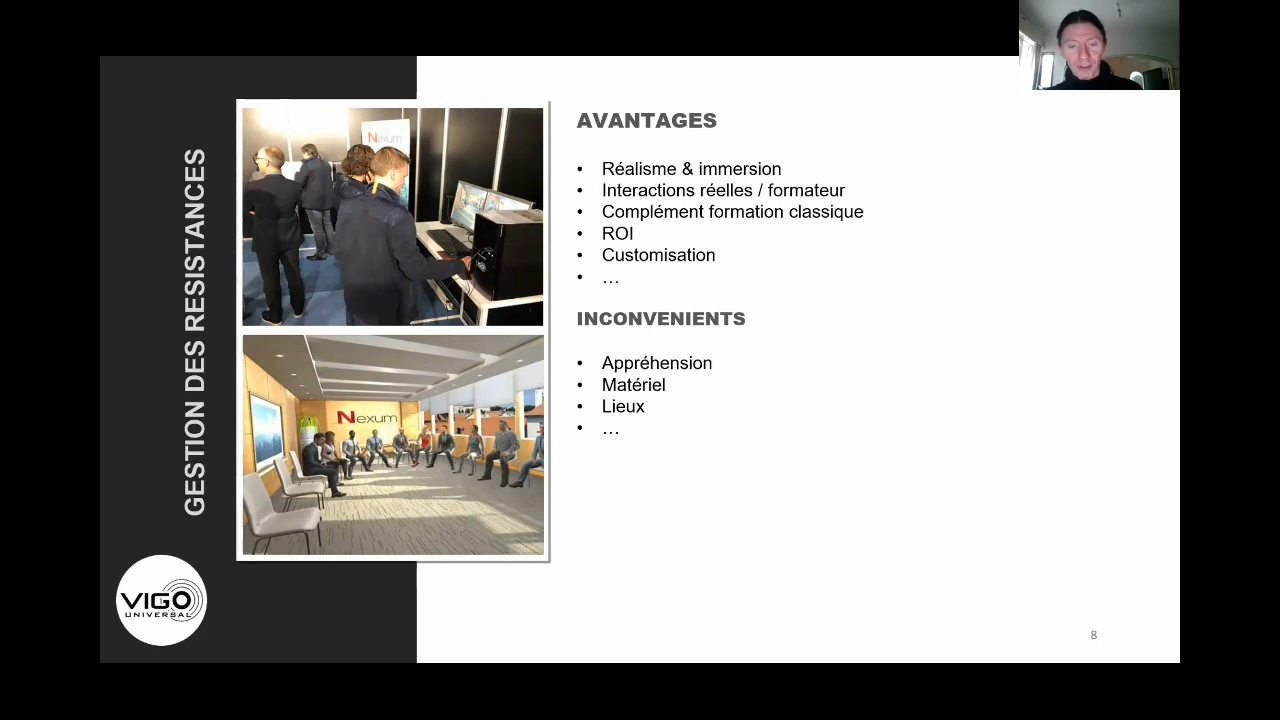 GESTION DES RESISTANCES
Nexum
Nexum
VIGO
UNIVERSAL
AVANTAGES
• Réalisme & immersion
• Interactions réelles / formateur
• Complément formation classique
• ROI
• Customisation
• …
INCONVENIENTS
• Appréhension
• Matériel
• Lieux
• …
8